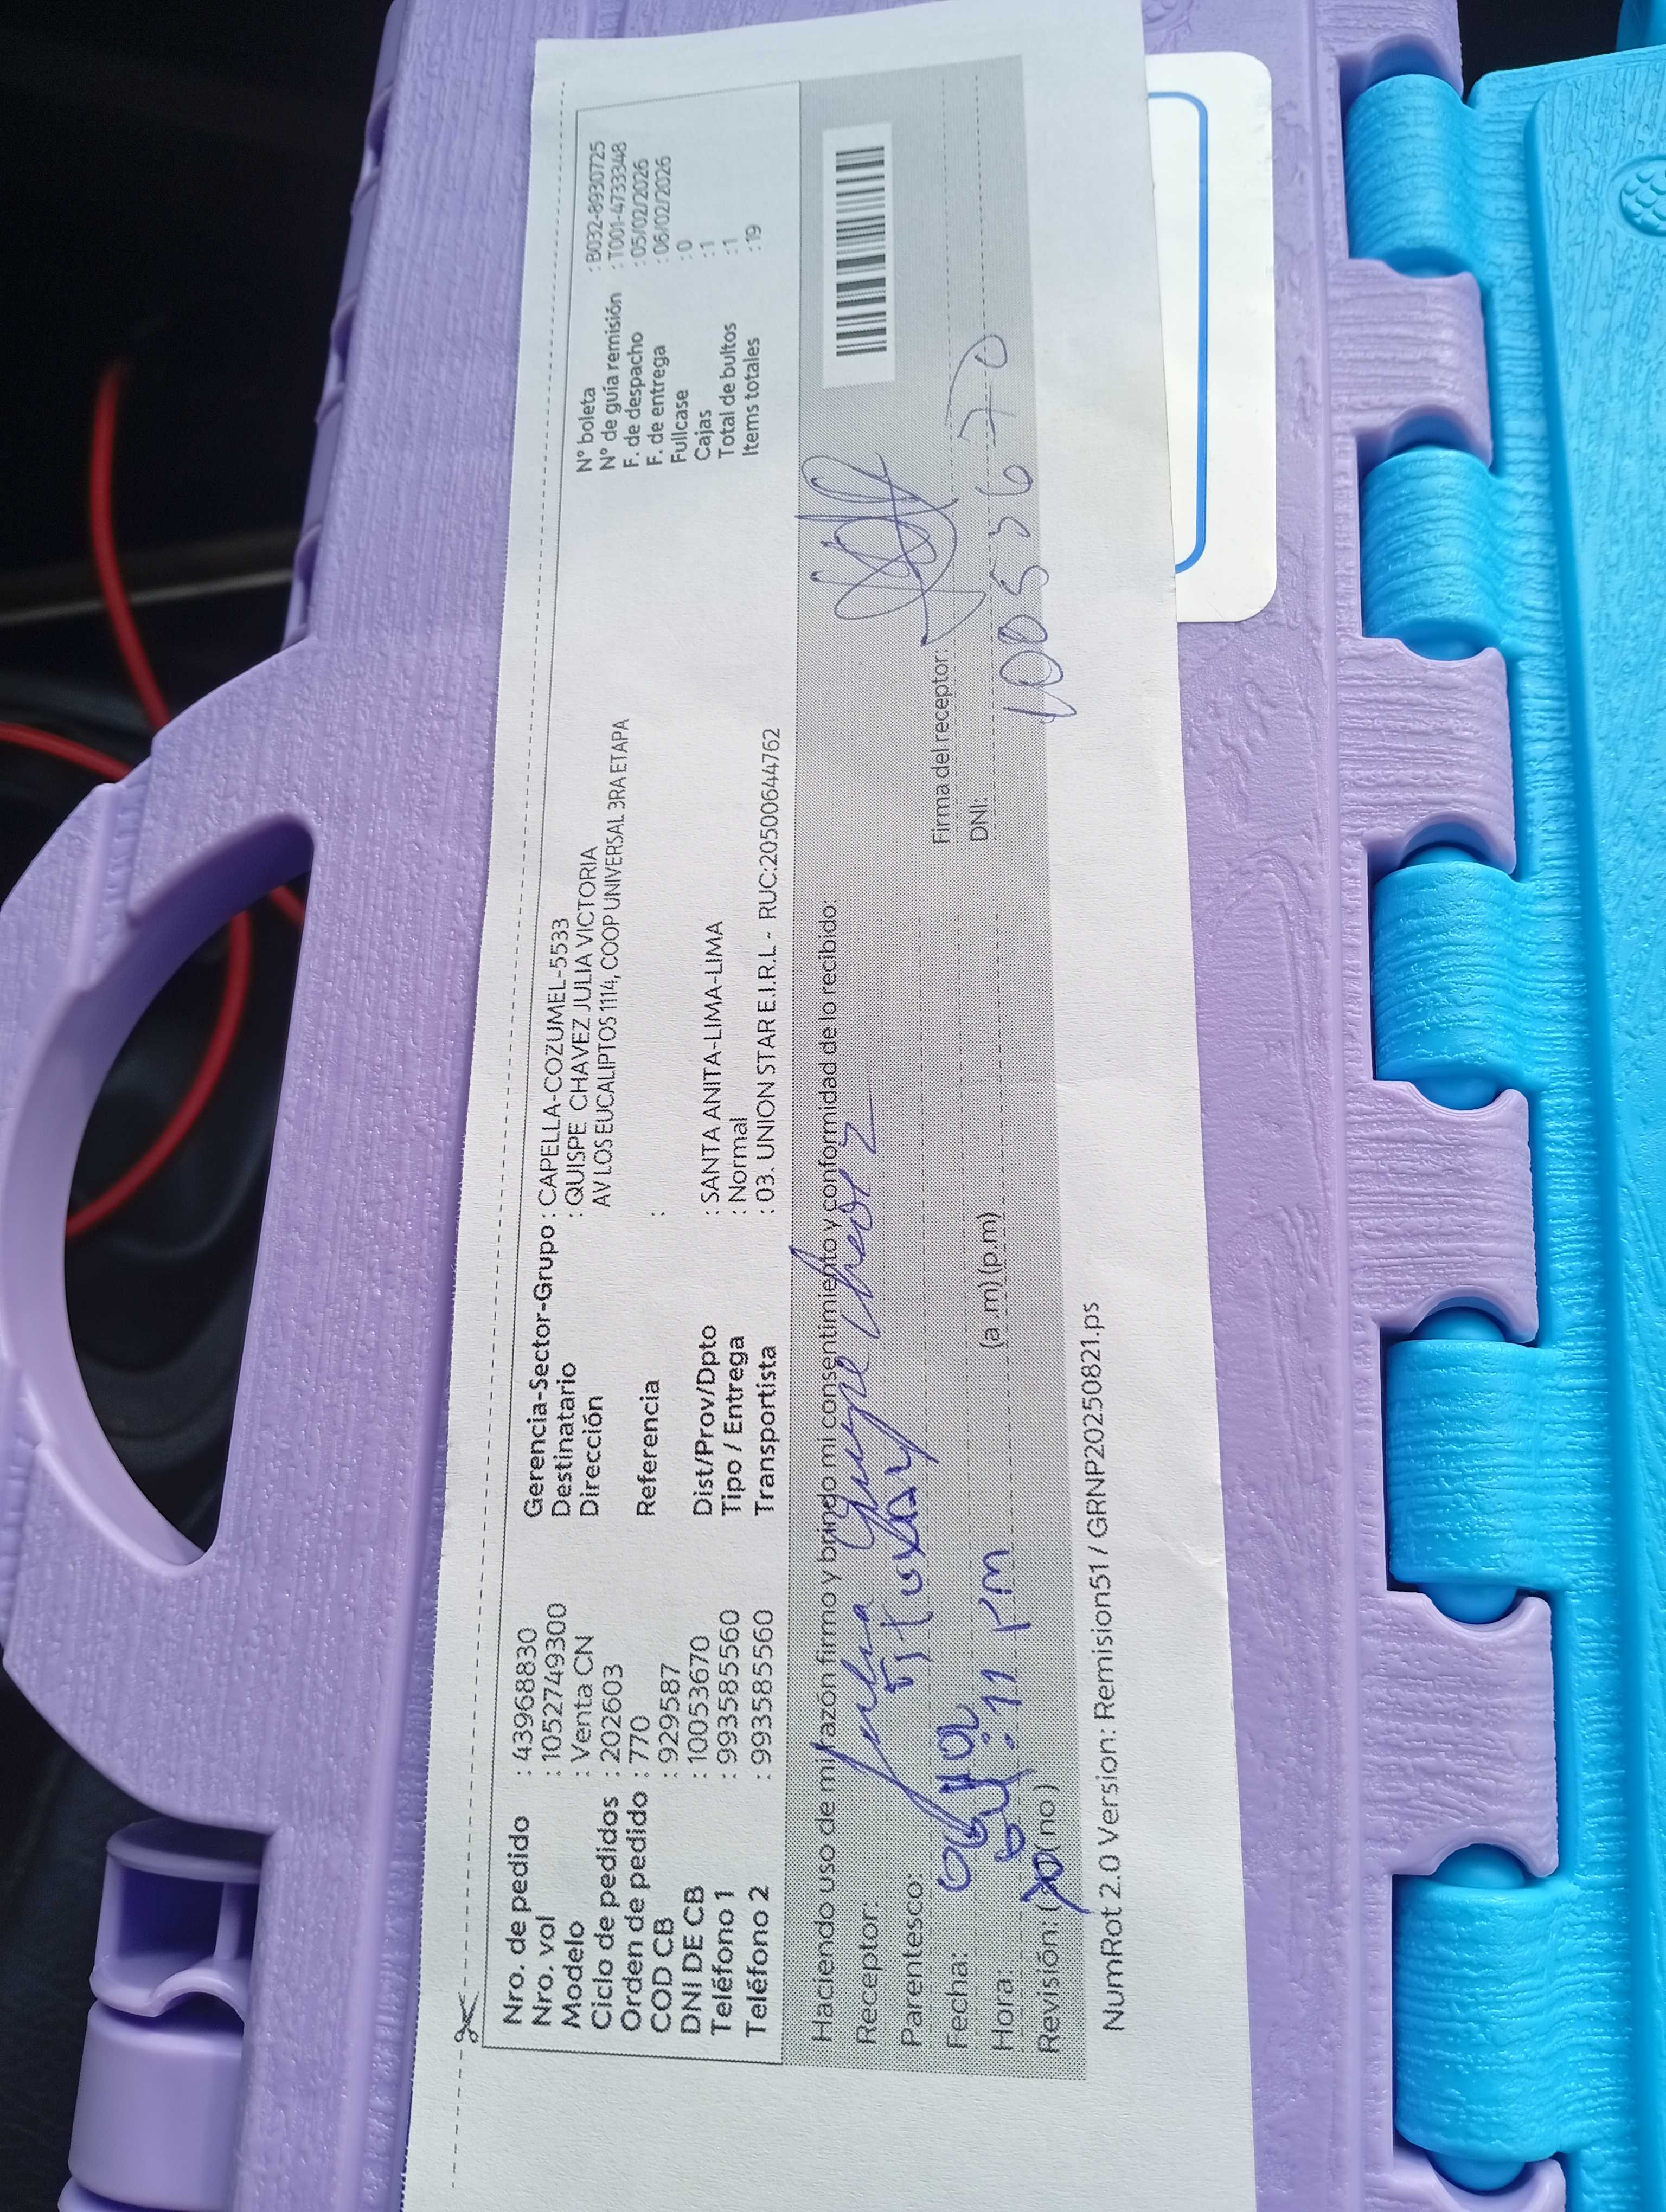 Nro. de pedido : 43968830
Nro. vol : 1052749300
Modelo : Venta CN
Ciclo de pedidos : 202603
Orden de pedido : 770
COD CB : 929587
DNI DE CB : 10053670
Teléfono 1 : 993585560
Teléfono 2 : 993585560
Gerencia-Sector-Grupo : CAPELLA-COZUMEL-5533
Destinatario : QUISPE CHAVEZ JULIA VICTORIA
Dirección AV LOS EUCALIPTOS 1114, COOP UNIVERSAL 3RA ETAPA
Referencia :
Dist/Prov/Dpto : SANTA ANITA-LIMA-LIMA
Tipo / Entrega : Normal
Transportista : 03. UNION STAR E.I.R.L - RUC:20500644762
N° boleta : B032-8930725
N° de guía remisión : T001-4733348
F. de despacho : 05/02/2026
F. de entrega : 06/02/2026
Fullcase : 0
Cajas : 1
Total de bultos : 1
Items totales : 19
Haciendo uso de mi razón firmo y brindo mi consentimiento y conformidad de lo recibido:
Receptor: Julia Quispe Chavez
Parentesco: Titular
Fecha:
Hora: : 11 PM (a .m) (p.m)
Revisión: (no)
Firma del receptor:
DNI: 10053670
NumRot 2.0 Version: Remision51 / GRNP20250821.ps